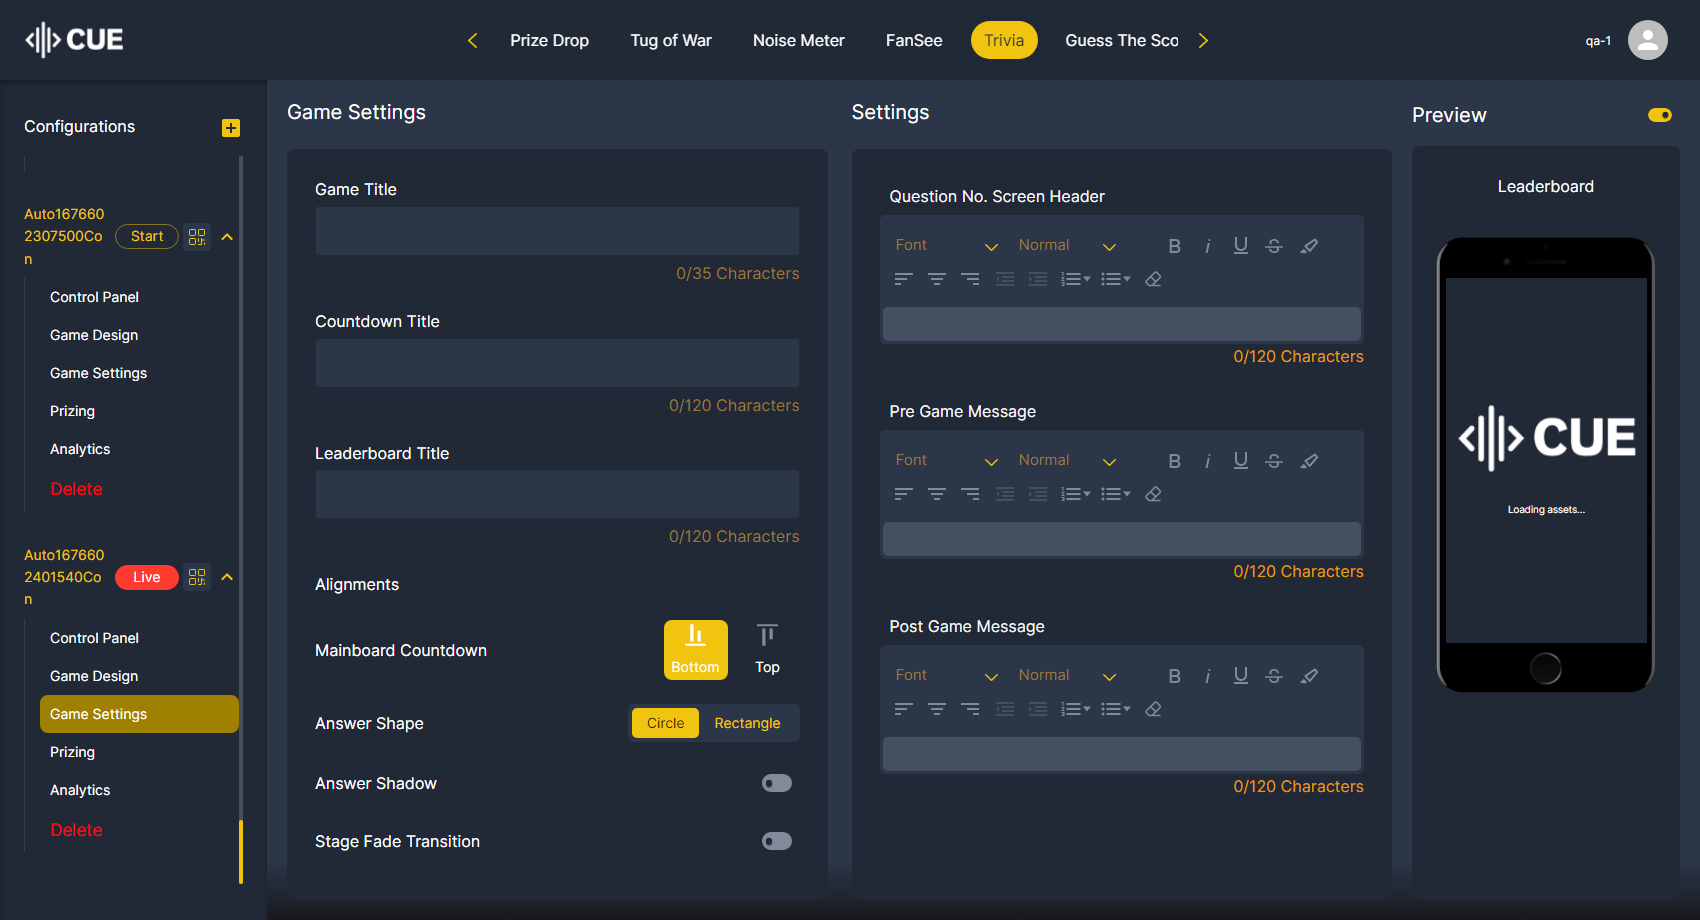 CUE
Prize Drop
Tug of War
Noise Meter
FanSee
Trivia
Guess The Sco
qa-1
Configurations
Auto167660
2307500Co
n
Start
Control Panel
Game Design
Game Settings
Prizing
Analytics
Delete
Auto167660
2401540Co
n
Live
Control Panel
Game Design
Game Settings
Prizing
Analytics
Delete
Game Settings
Game Title
0/35 Characters
Countdown Title
0/120 Characters
Leaderboard Title
0/120 Characters
Alignments
Mainboard Countdown
Bottom
Top
Answer Shape
Circle
Rectangle
Answer Shadow
Stage Fade Transition
Settings
Question No. Screen Header
Font
Normal
0/120 Characters
Pre Game Message
Font
Normal
0/120 Characters
Post Game Message
Font
Normal
0/120 Characters
Preview
Leaderboard
CUE
Loading assets...